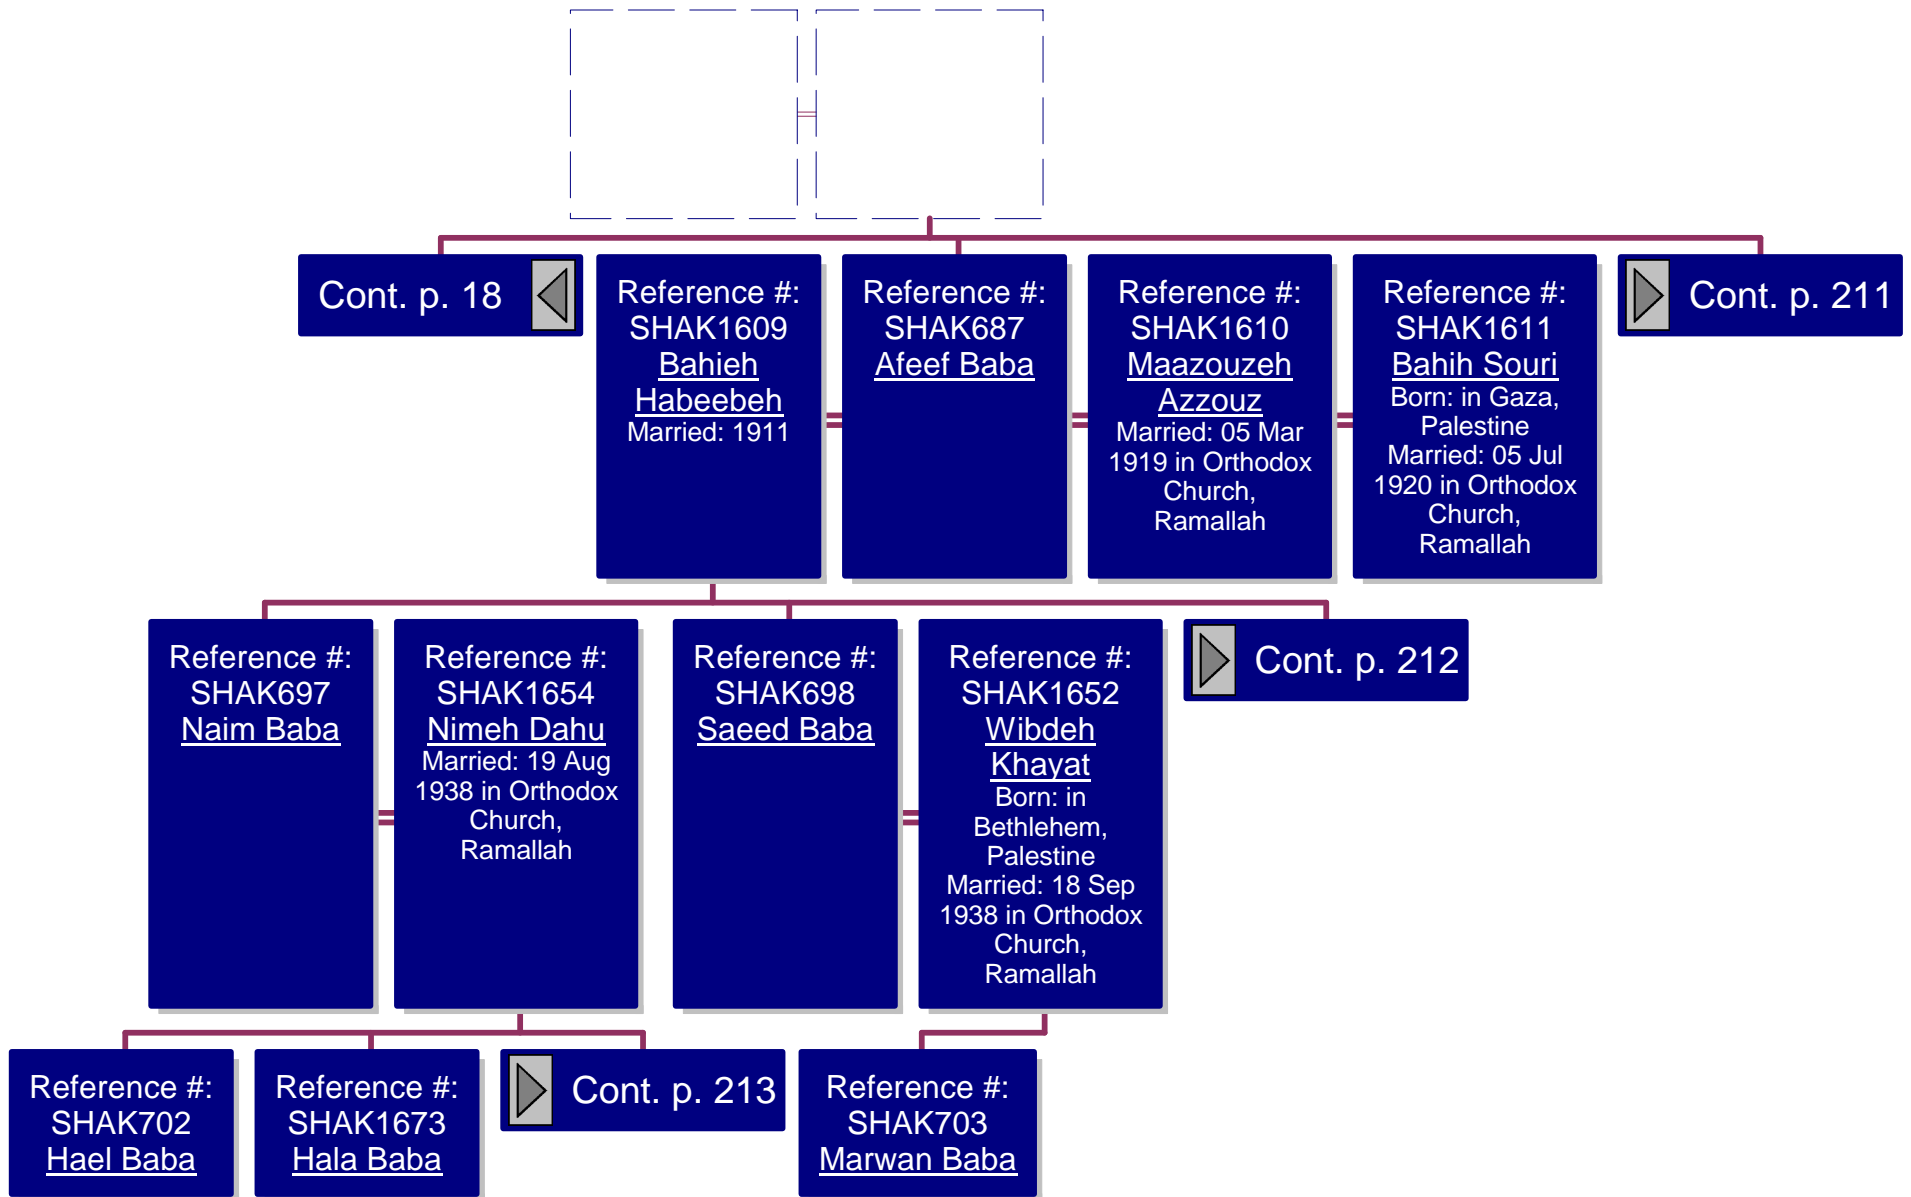 Cont. p. 18
Reference #:
SHAK1609
Bahieh
Habeebeh
Married: 1911
Reference #:
SHAK687
Afeef Baba
Reference #:
SHAK1610
Maazouzeh
Azzouz
Married: 05 Mar
1919 in Orthodox
Church,
Ramallah
Reference #:
SHAK1611
Bahih Souri
Born: in Gaza,
Palestine
Married: 05 Jul
1920 in Orthodox
Church,
Ramallah
Cont. p. 211
Reference #:
SHAK697
Naim Baba
Reference #:
SHAK1654
Nimeh Dahu
Married: 19 Aug
1938 in Orthodox
Church,
Ramallah
Reference #:
SHAK698
Saeed Baba
Reference #:
SHAK1652
Wibdeh
Khayat
Born: in
Bethlehem,
Palestine
Married: 18 Sep
1938 in Orthodox
Church,
Ramallah
Cont. p. 212
Reference #:
SHAK702
Hael Baba
Reference #:
SHAK1673
Hala Baba
Cont. p. 213
Reference #:
SHAK703
Marwan Baba